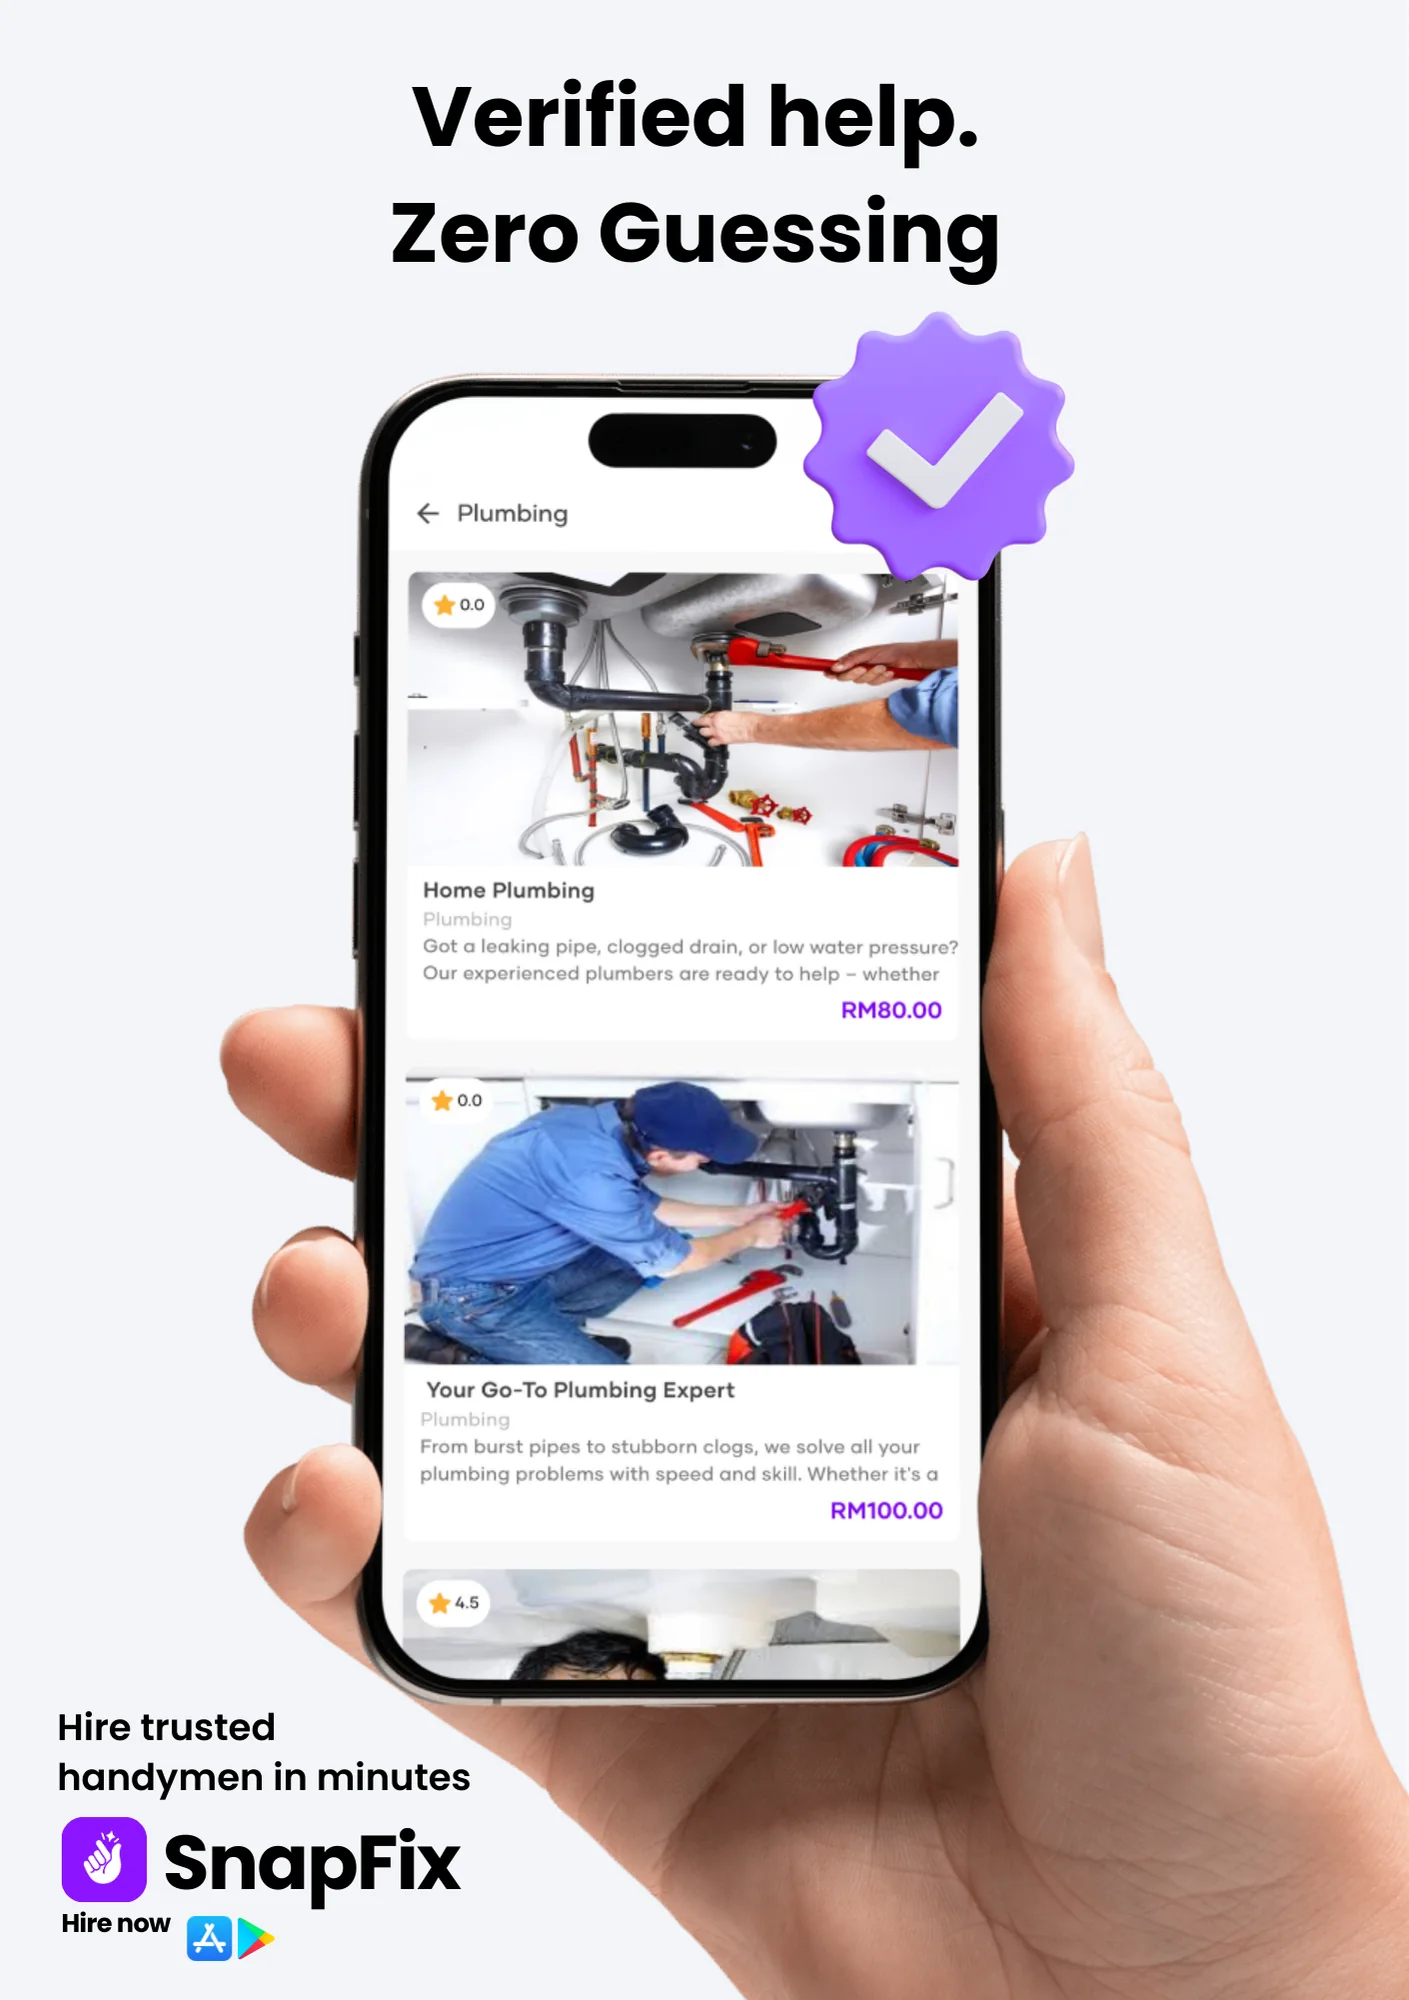 Verified help.
Zero Guessing
Plumbing
0.0
Home Plumbing
Plumbing
Got a leaking pipe, clogged drain, or low water pressure?
Our experienced plumbers are ready to help – whether
RM80.00
0.0
Your Go-To Plumbing Expert
Plumbing
From burst pipes to stubborn clogs, we solve all your
plumbing problems with speed and skill. Whether it's a
RM100.00
4.5
Hire trusted
handymen in minutes
SnapFix
Hire now